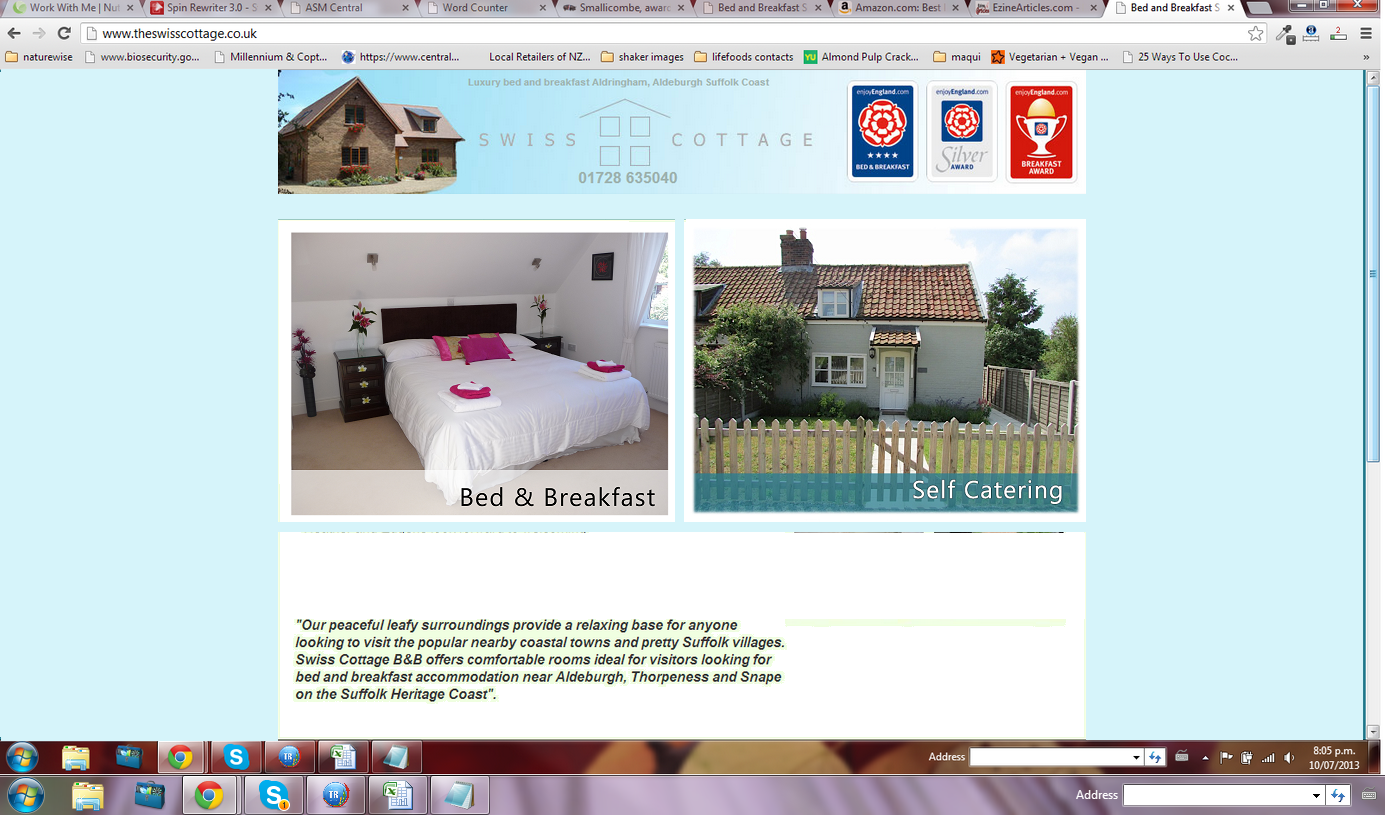 Work With Me | Nut
Spin Rewriter 3.0 - S
ASM Central
Word Counter
Smallicombe, awar
Bed and Breakfast S
Amazon.com: Best
EzineArticles.com -
Bed and Breakfast S
www.theswisscottage.co.uk
2
naturewise
www.biosecurity.go...
Millennium & Copt...
https://www.central...
Local Retailers of NZ...
shaker images
lifefoods contacts
YU
Almond Pulp Crack...
maqui
Vegetarian + Vegan ...
25 Ways To Use Coc...
»
Luxury bed and breakfast Aldringham, Aldeburgh Suffolk Coast
SWISS COTTAGE
01728 635040
enjoyEngland.com
BED & BREAKFAST
enjoyEngland.com
Silver
AWARD
enjoyEngland.com
BREAKFAST
AWARD
Bed & Breakfast
Self Catering
"Our peaceful leafy surroundings provide a relaxing base for anyone
looking to visit the popular nearby coastal towns and pretty Suffolk villages.
Swiss Cottage B&B offers comfortable rooms ideal for visitors looking for
bed and breakfast accommodation near Aldeburgh, Thorpeness and Snape
on the Suffolk Heritage Coast".
TR
Address
8:05 p.m.
10/07/2013
1
TR
Address